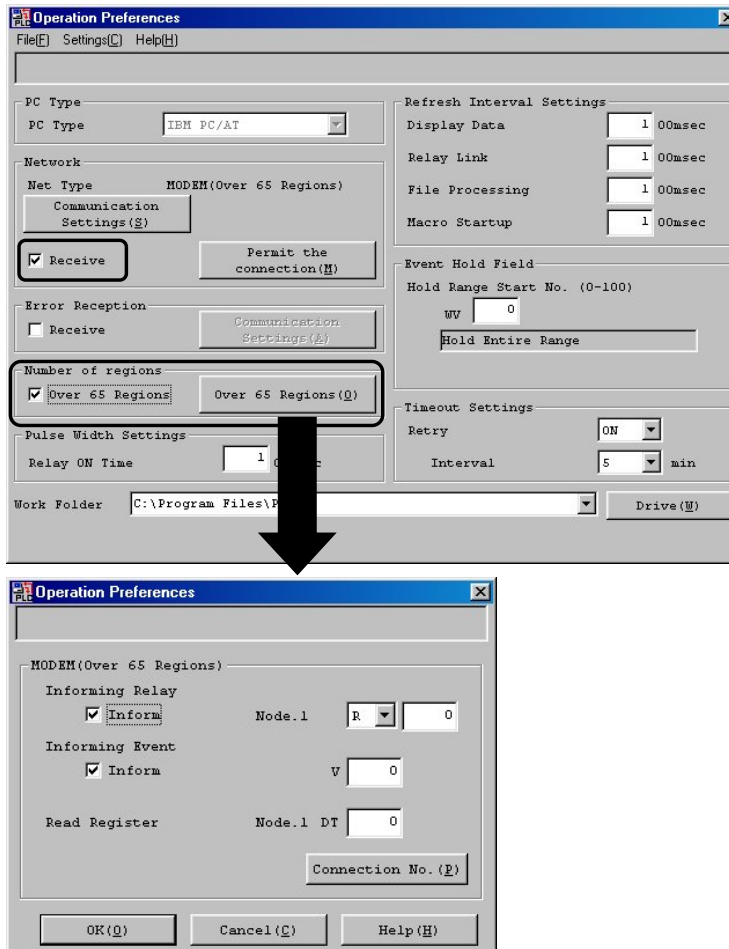 Operation Preferences
File(F) Settings(C) Help(H)
PC Type
PC Type IBM PC/AT
Network
Net Type MODEM(Over 65 Regions)
Communication
Settings(S)
Receive
Permit the
connection(M)
Error Reception
Receive
Communication
Settings(A)
Number of regions
Over 65 Regions Over 65 Regions(O)
Pulse Width Settings
Relay ON Time 1
Refresh Interval Settings
Display Data 1 00msec
Relay Link 1 00msec
File Processing 1 00msec
Macro Startup 1 00msec
Event Hold Field
Hold Range Start No. (0-100)
WV 0
Hold Entire Range
Timeout Settings
Retry ON
Interval 5 min
Work Folder C:\Program Files\P Drive(W)
PLC Operation Preferences
MODEM(Over 65 Regions)
Informing Relay
Inform Node.1 R 0
Informing Event
Inform V 0
Read Register Node.1 DT 0
Connection No.(P)
OK(O) Cancel(C) Help(H)